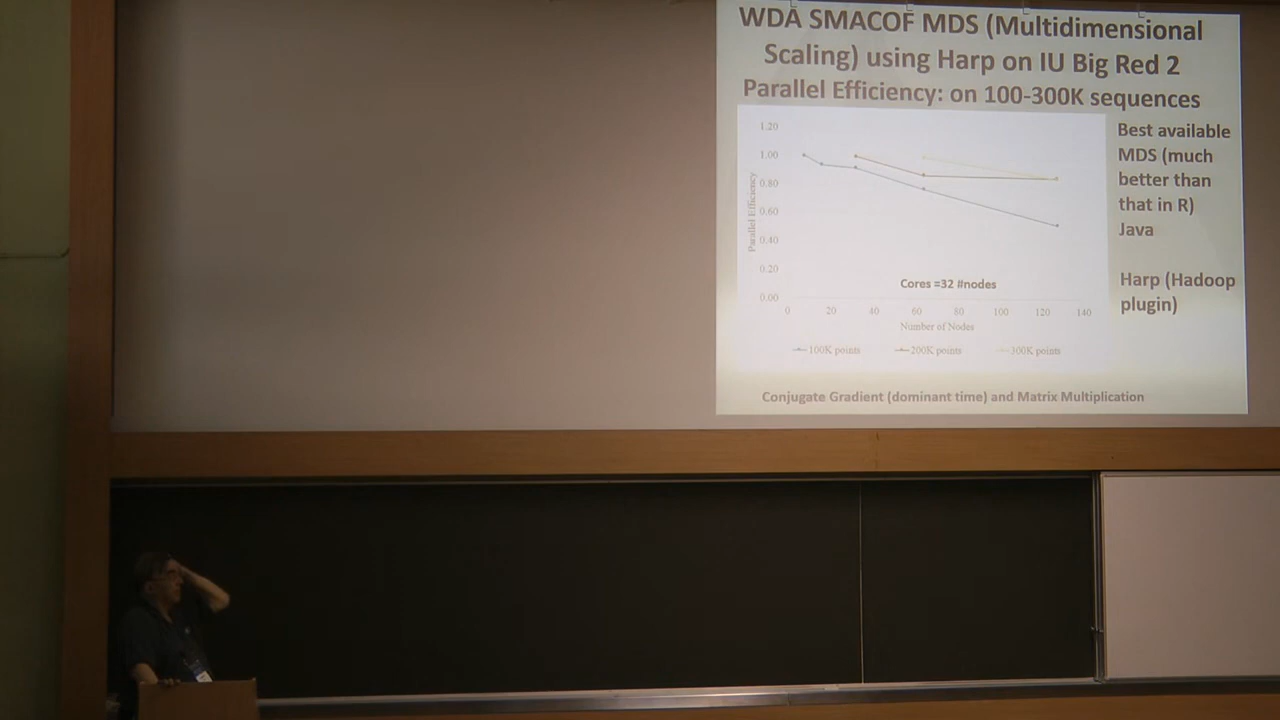 WDA SMACOF MDS (Multidimensional
Scaling) using Harp on IU Big Red 2
Parallel Efficiency: on 100-300K sequences
Best available
MDS (much
better than
that in R)
Java
Harp (Hadoop
plugin)
1.20
1.00
0.80
0.60
0.40
0.20
0.00
Parallel Efficiency
Cores =32 #nodes
0 20 40 60 80 100 120 140
Number of Nodes
100K points 200K points 300K points
Conjugate Gradient (dominant time) and Matrix Multiplication